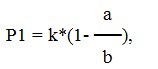 P1 = k*(1- a/b),